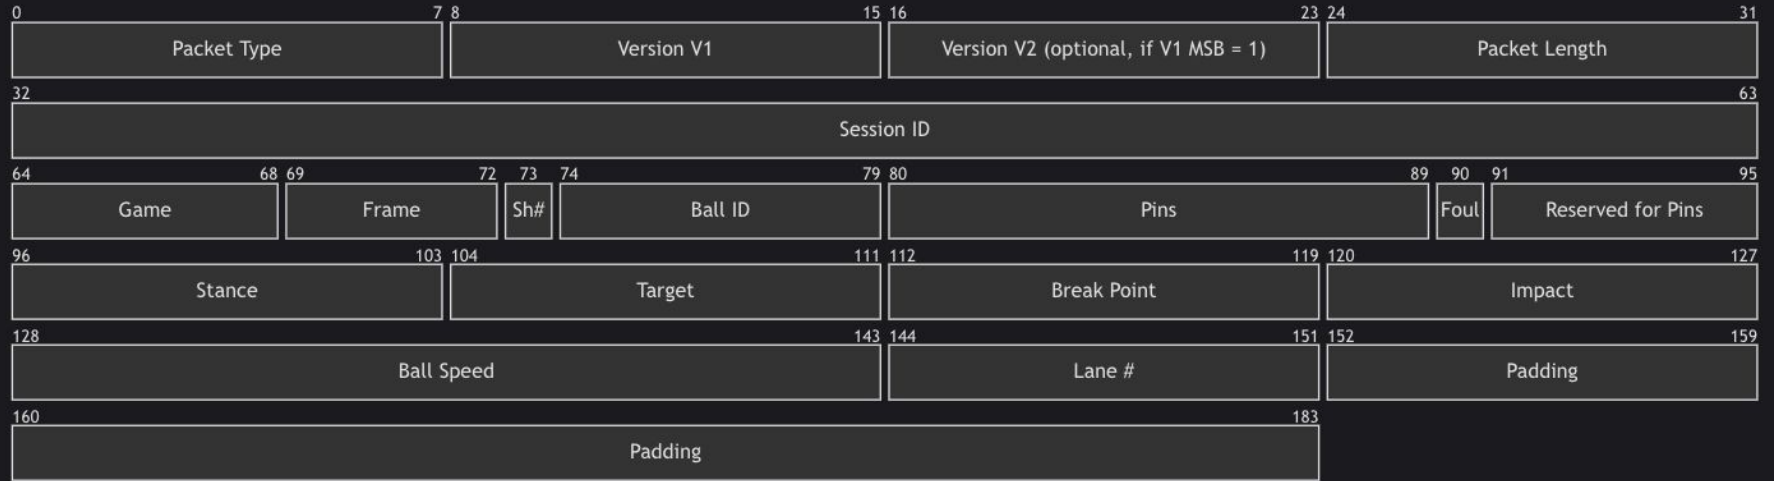 0 7 8 15 16 23 24 31
Packet Type Version V1 Version V2 (optional, if V1 MSB = 1) Packet Length
32 63
Session ID
64 68 69 72 73 74 79 80 89 90 91 95
Game Frame Sh# Ball ID Pins Foul Reserved for Pins
96 103 104 111 112 119 120 127
Stance Target Break Point Impact
128 143 144 151 152 159
Ball Speed Lane # Padding
160 183
Padding